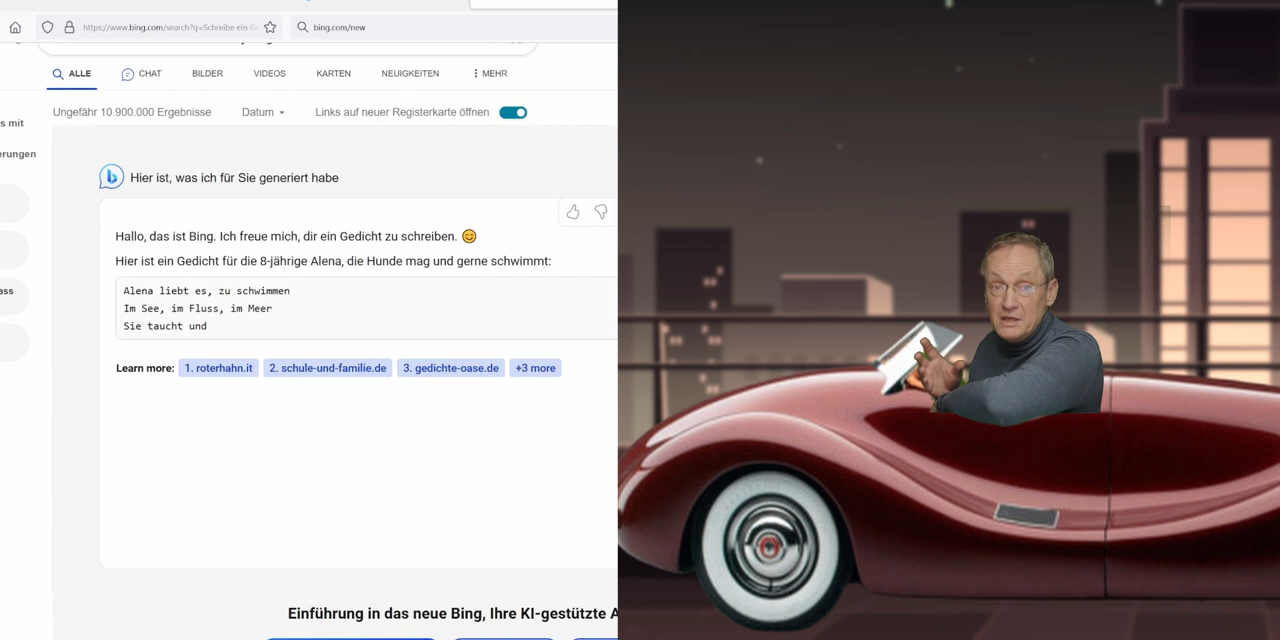 https://www.bing.com/search?q=Schreibe ein G
bing.com/new
ALLE
CHAT
BILDER
VIDEOS
KARTEN
NEUIGKEITEN
MEHR
Ungefähr 10.900.000 Ergebnisse
Datum
Links auf neuer Registerkarte öffnen
s mit
erungen
ass
Hier ist, was ich für Sie generiert habe
Hallo, das ist Bing. Ich freue mich, dir ein Gedicht zu schreiben. 😊
Hier ist ein Gedicht für die 8-jährige Alena, die Hunde mag und gerne schwimmt:
Alena liebt es, zu schwimmen
Im See, im Fluss, im Meer
Sie taucht und
Learn more: 1. roterhahn.it 2. schule-und-familie.de 3. gedichte-oase.de +3 more
Einführung in das neue Bing, Ihre KI-gestützte A